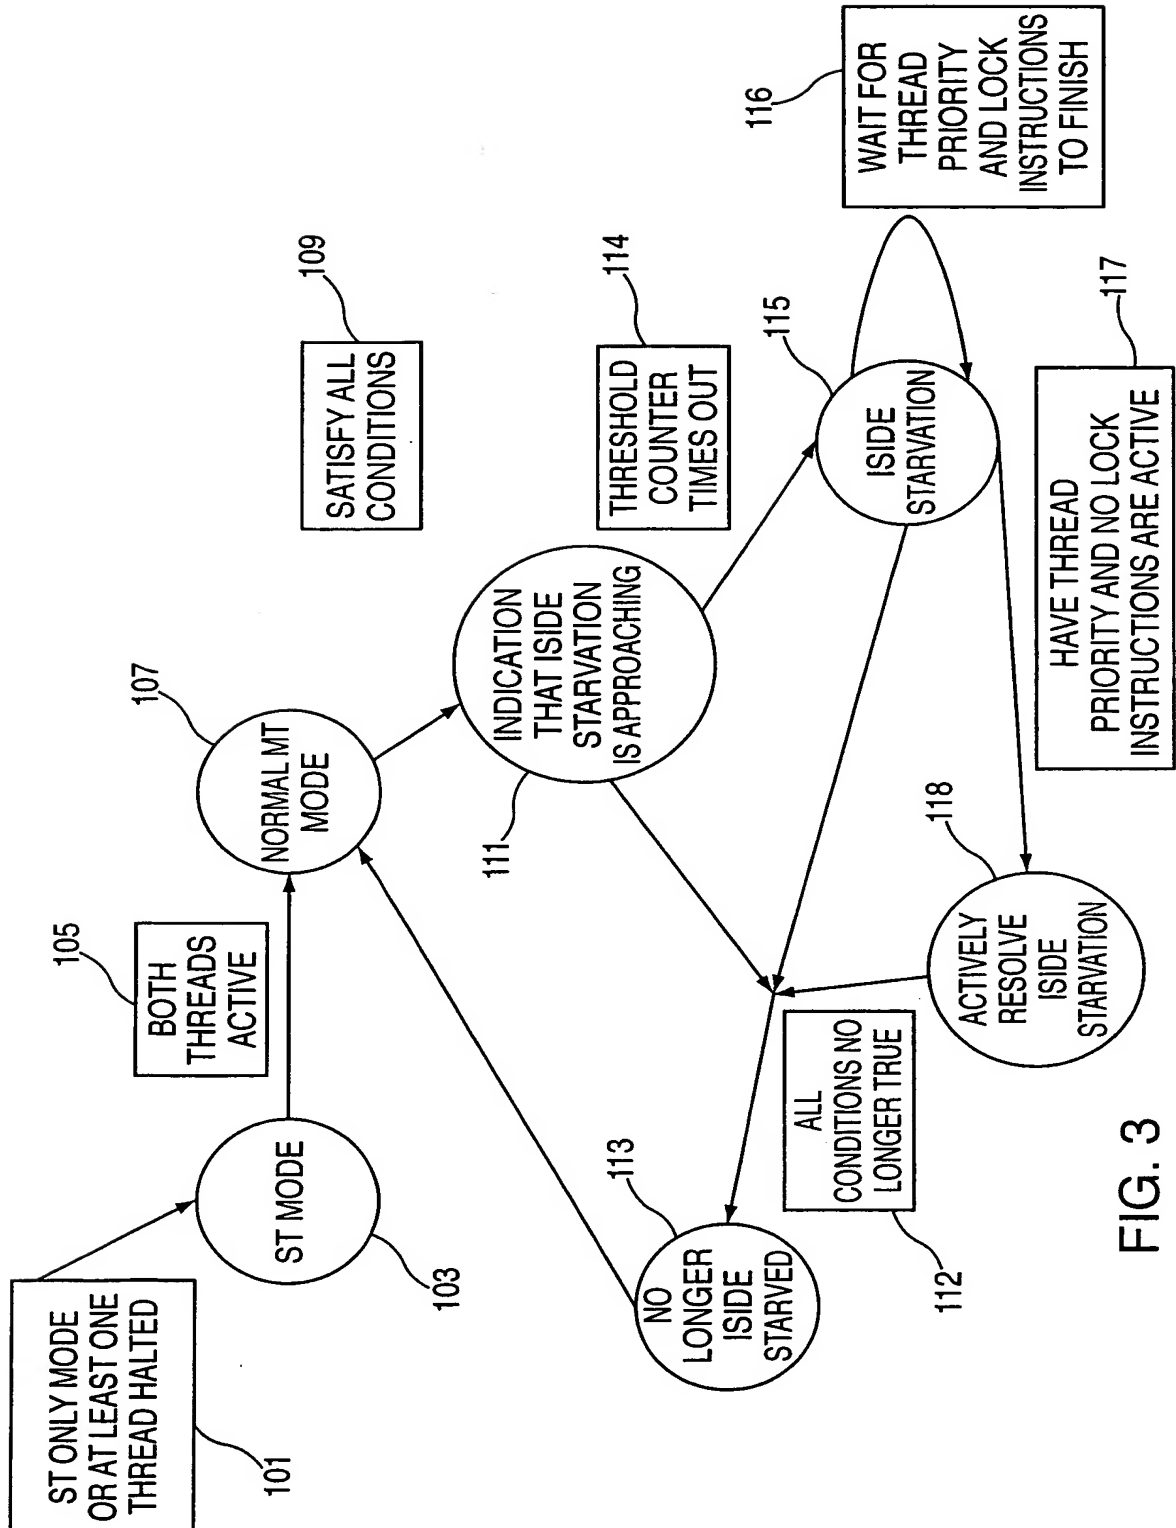 ST ONLY MODE
OR AT LEAST ONE
THREAD HALTED
101
ST MODE
103
BOTH
THREADS
ACTIVE
105
NORMAL MT
MODE
107
SATISFY ALL
CONDITIONS
109
INDICATION
THAT ISIDE
STARVATION
IS APPROACHING
111
THRESHOLD
COUNTER
TIMES OUT
114
ISIDE
STARVATION
115
WAIT FOR
THREAD
PRIORITY
AND LOCK
INSTRUCTIONS
TO FINISH
116
NO
LONGER
ISIDE
STARVED
113
ALL
CONDITIONS NO
LONGER TRUE
112
ACTIVELY
RESOLVE
ISIDE
STARVATION
118
HAVE THREAD
PRIORITY AND NO LOCK
INSTRUCTIONS ARE ACTIVE
117
FIG. 3